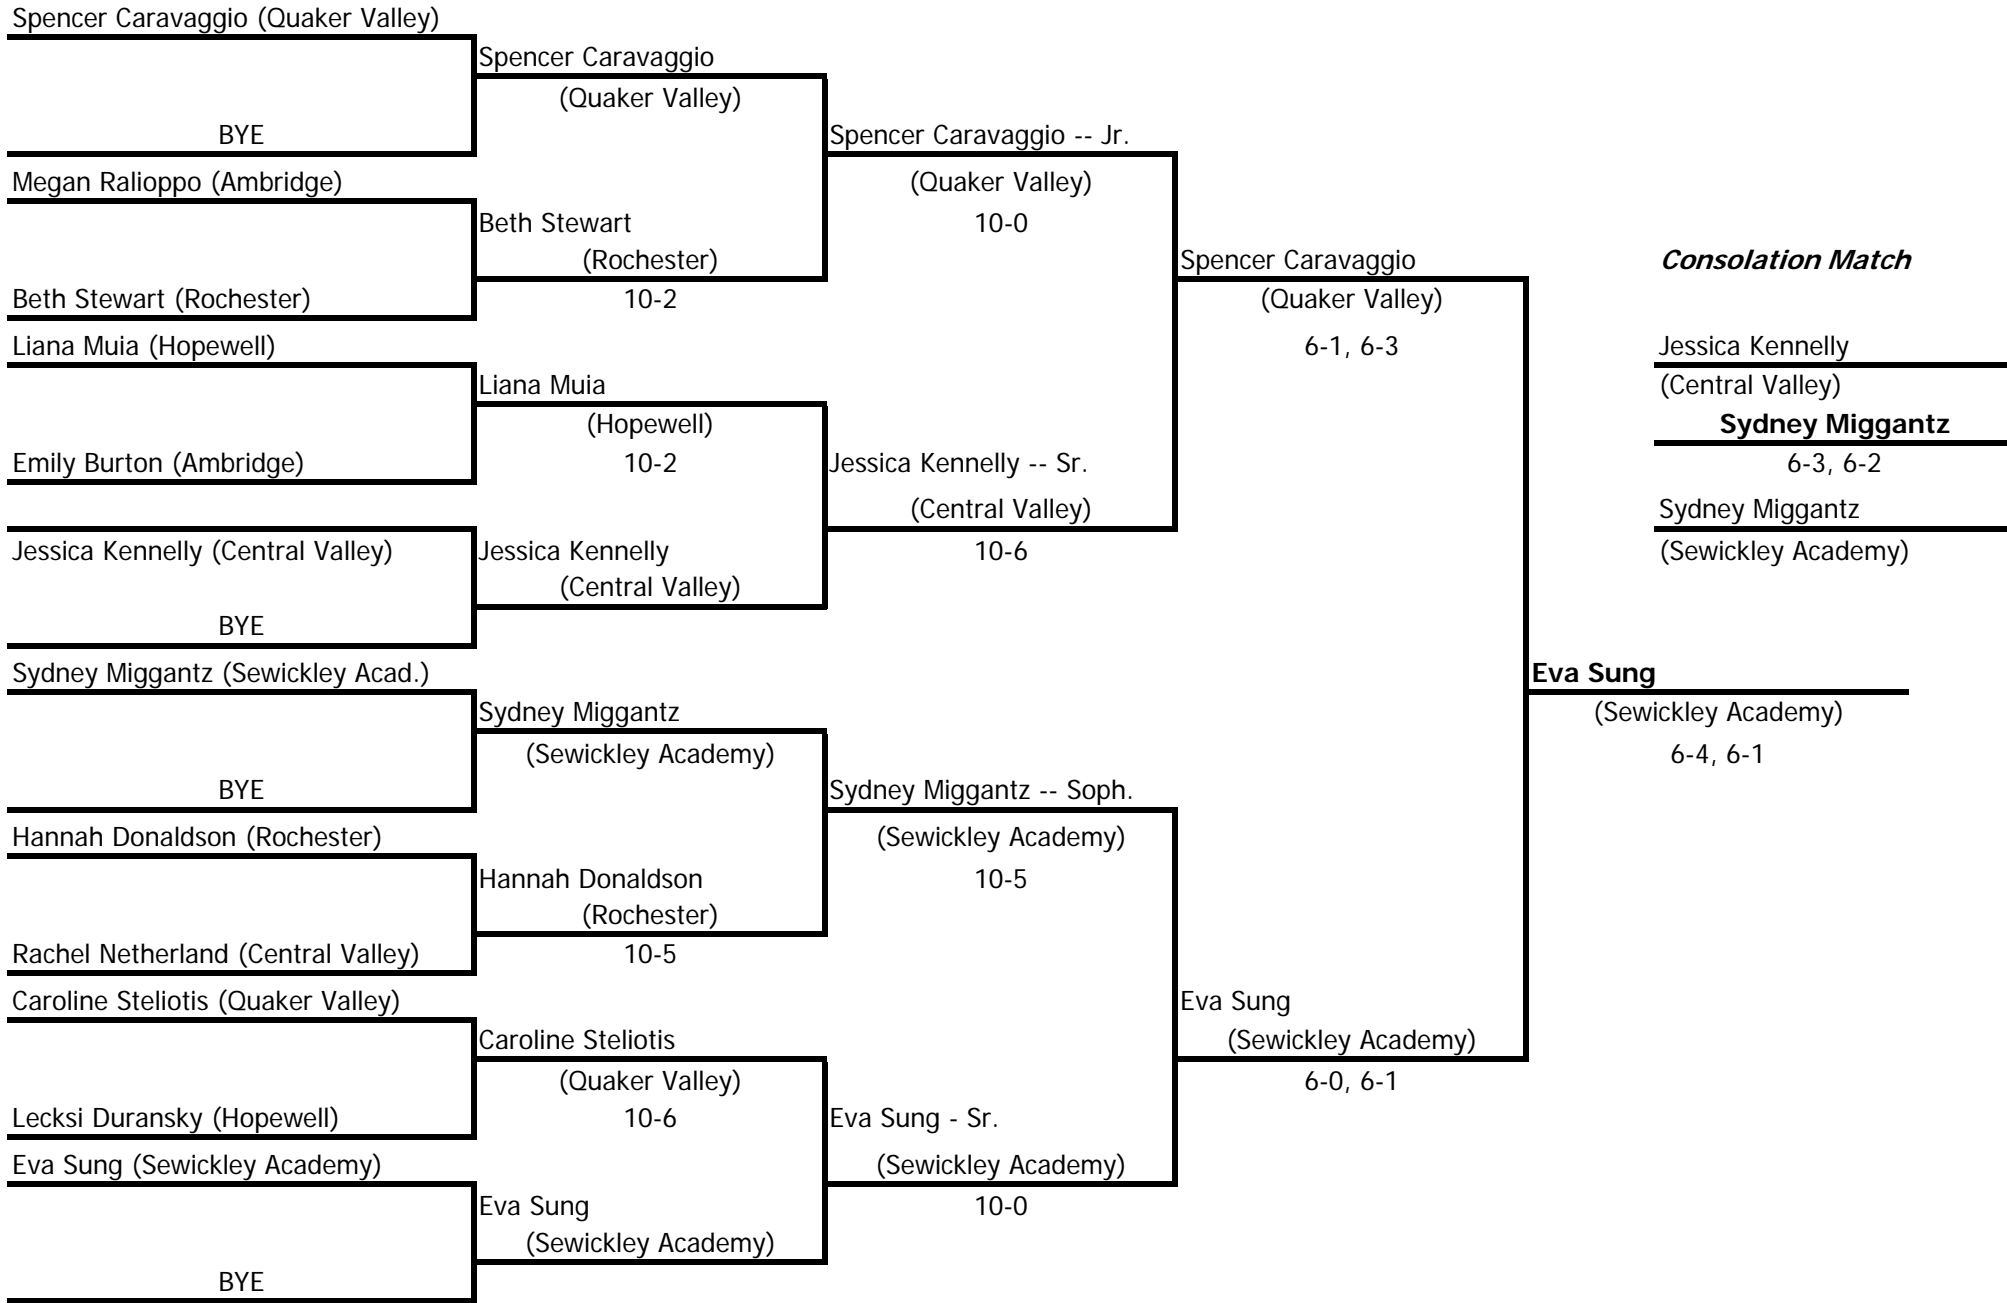 Spencer Caravaggio (Quaker Valley)
BYE
Megan Ralioppo (Ambridge)
Beth Stewart (Rochester)
Liana Muia (Hopewell)
Emily Burton (Ambridge)
Jessica Kennelly (Central Valley)
BYE
Sydney Miggantz (Sewickley Acad.)
BYE
Hannah Donaldson (Rochester)
Rachel Netherland (Central Valley)
Caroline Steliotis (Quaker Valley)
Lecksi Duransky (Hopewell)
Eva Sung (Sewickley Academy)
BYE
Spencer Caravaggio
(Quaker Valley)
Beth Stewart
(Rochester)
10-2
Liana Muia
(Hopewell)
10-2
Jessica Kennelly
(Central Valley)
Sydney Miggantz
(Sewickley Academy)
Hannah Donaldson
(Rochester)
10-5
Caroline Steliotis
(Quaker Valley)
10-6
Eva Sung
(Sewickley Academy)
Spencer Caravaggio -- Jr.
(Quaker Valley)
10-0
Jessica Kennelly -- Sr.
(Central Valley)
10-6
Sydney Miggantz -- Soph.
(Sewickley Academy)
10-5
Eva Sung - Sr.
(Sewickley Academy)
10-0
Spencer Caravaggio
(Quaker Valley)
6-1, 6-3
Eva Sung
(Sewickley Academy)
6-0, 6-1
Eva Sung
(Sewickley Academy)
6-4, 6-1
Consolation Match
Jessica Kennelly
(Central Valley)
Sydney Miggantz
6-3, 6-2
Sydney Miggantz
(Sewickley Academy)